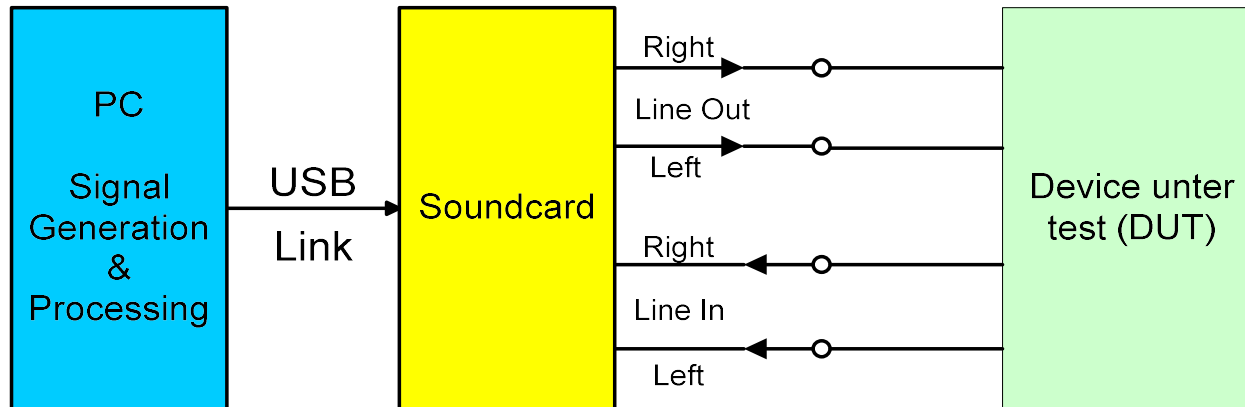 PC
Signal
Generation
&
Processing
USB
Link
Soundcard
Right
Line Out
Left
Right
Line In
Left
Device unter
test (DUT)